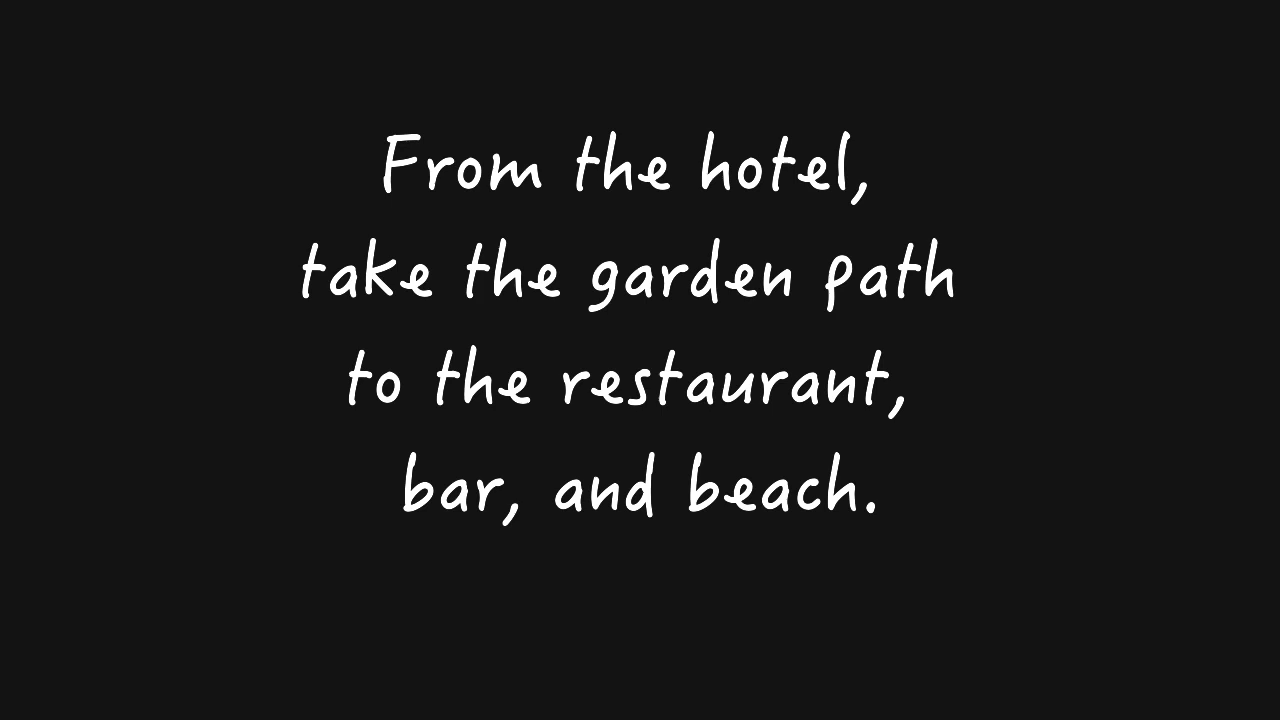 From the hotel,
take the garden path
to the restaurant,
bar, and beach.